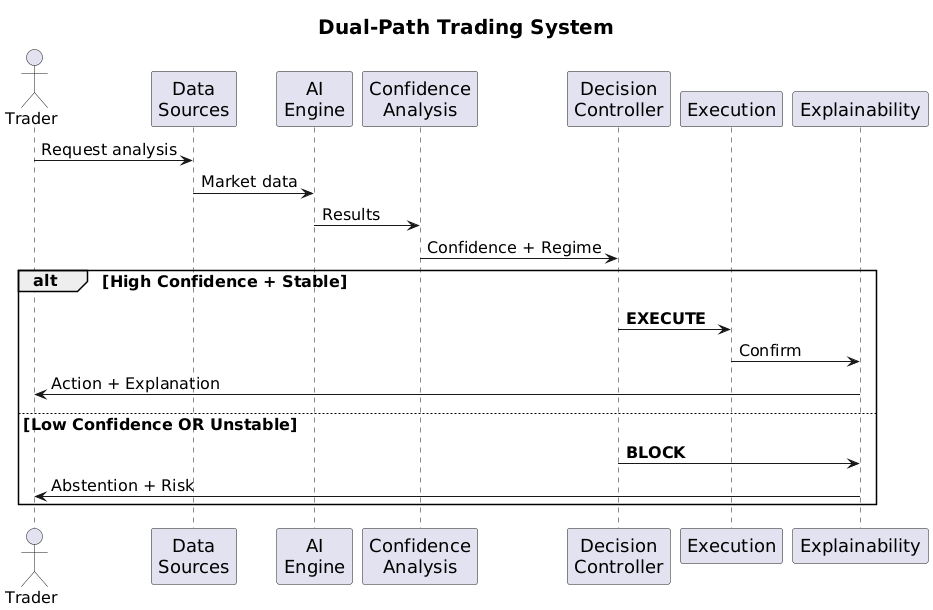 Dual-Path Trading System
Trader
Data
Sources
AI
Engine
Confidence
Analysis
Decision
Controller
Execution
Explainability
Request analysis
Market data
Results
Confidence + Regime
alt
[High Confidence + Stable]
EXECUTE
Confirm
Action + Explanation
[Low Confidence OR Unstable]
BLOCK
Abstention + Risk
Trader
Data
Sources
AI
Engine
Confidence
Analysis
Decision
Controller
Execution
Explainability